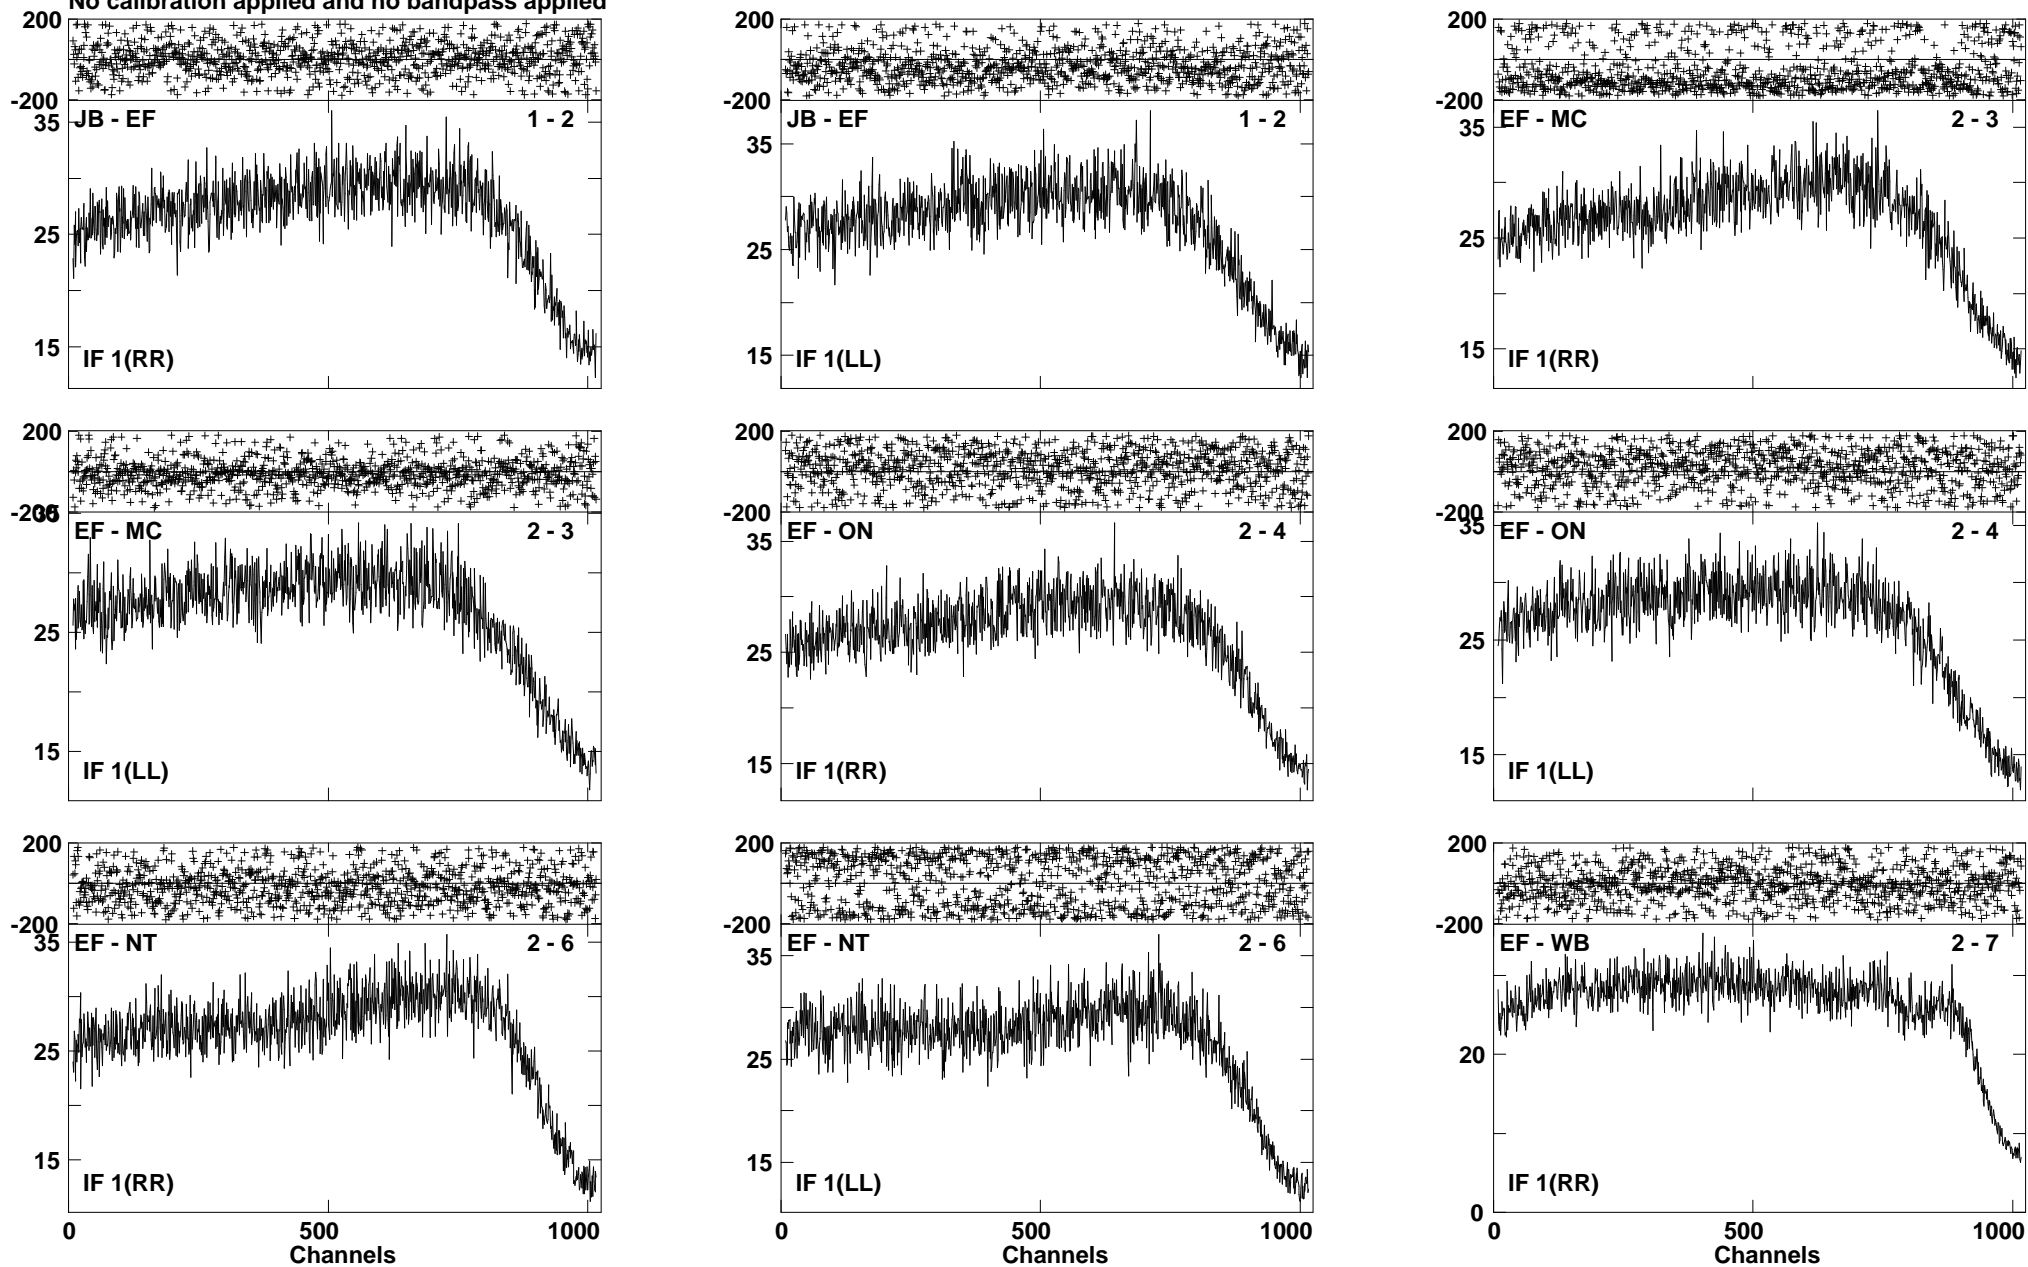 No calibration applied and no bandpass applied
200
-200
JB - EF 1 - 2
35
25
15
IF 1(RR)
200
-200
JB - EF 1 - 2
35
25
15
IF 1(LL)
200
-200
EF - MC 2 - 3
35
25
15
IF 1(RR)
200
-200
35
EF - MC 2 - 3
25
15
IF 1(LL)
200
-200
EF - ON 2 - 4
35
25
15
IF 1(RR)
200
-200
35
EF - ON 2 - 4
25
15
IF 1(LL)
200
-200
35
EF - NT 2 - 6
25
15
IF 1(RR)
0 500 1000
Channels
200
-200
EF - NT 2 - 6
35
25
15
IF 1(LL)
0 500 1000
Channels
200
-200
EF - WB 2 - 7
20
IF 1(RR)
0
0 500 1000
Channels